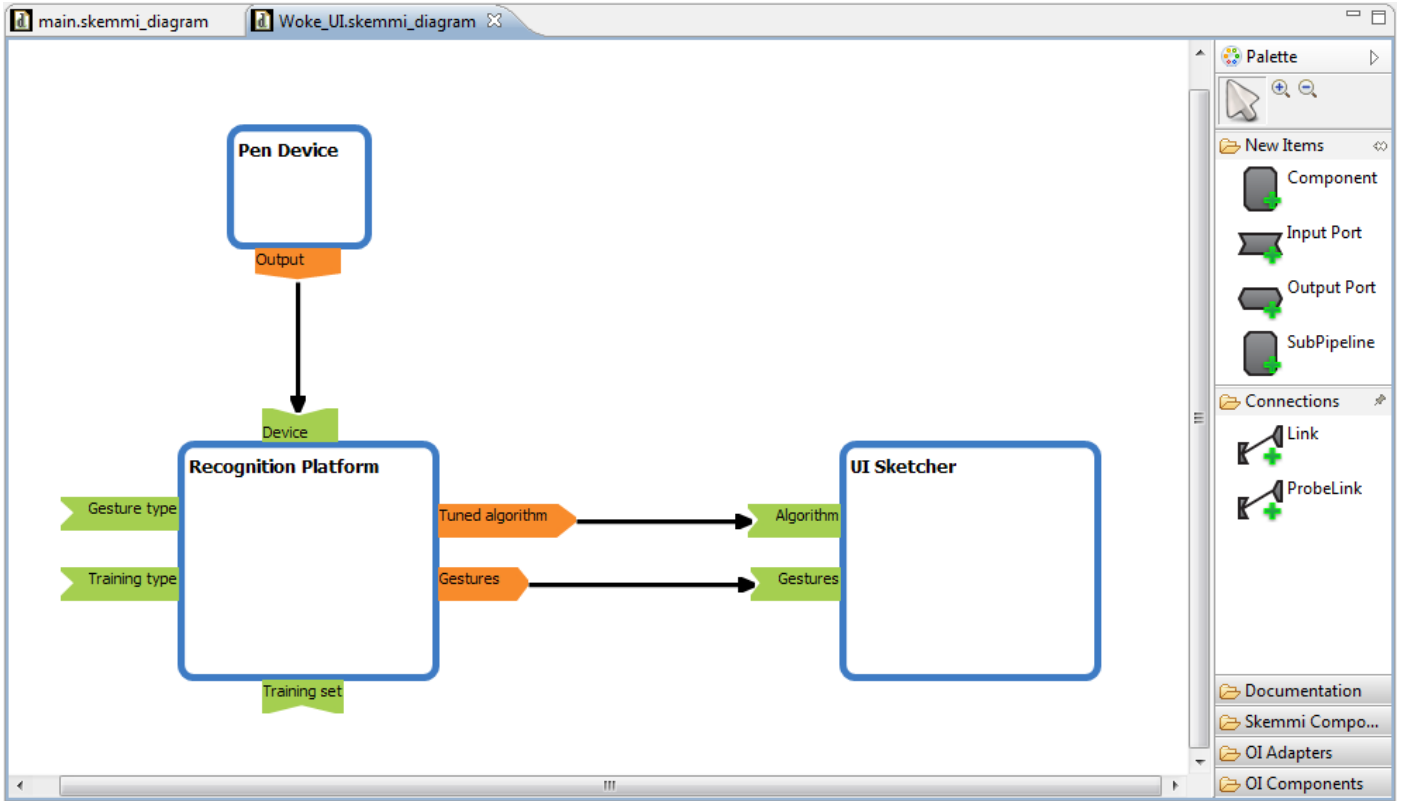 main.skemmi_diagram
Woke_UI.skemmi_diagram
Pen Device
Output
Device
Recognition Platform
Gesture type
Training type
Tuned algorithm
Gestures
Training set
UI Sketcher
Algorithm
Gestures
Palette
New Items
Component
Input Port
Output Port
SubPipeline
Connections
Link
ProbeLink
Documentation
Skemmi Compo...
OI Adapters
OI Components